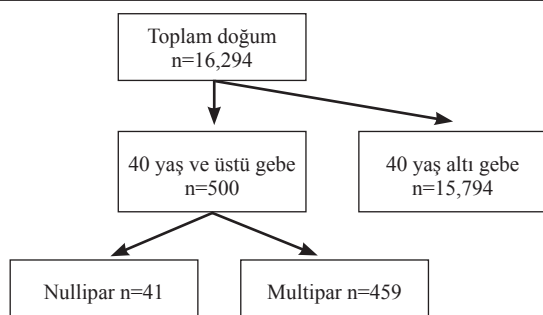 Toplam doğum
n=16,294
40 yaş ve üstü gebe
n=500
40 yaş altı gebe
n=15,794
Nullipar n=41
Multipar n=459